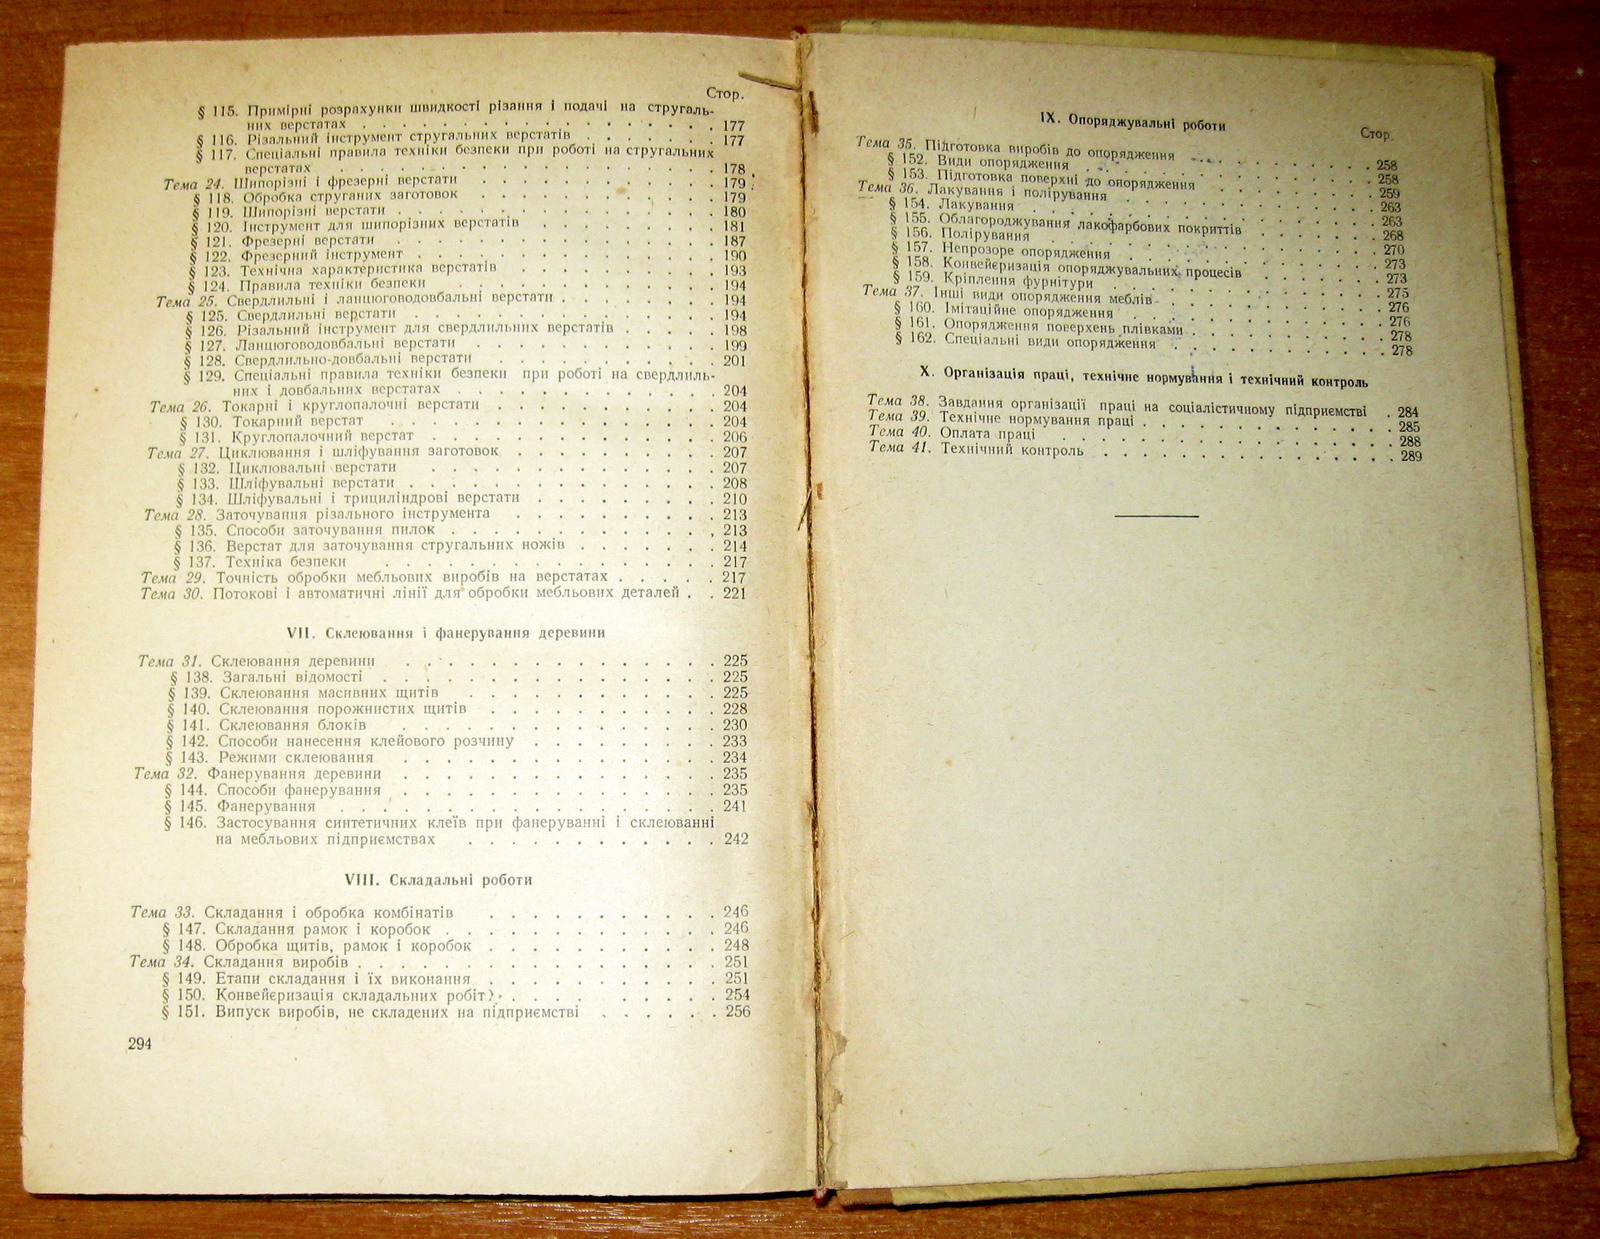 Стор.
§ 115. Примірні розрахунки швидкості різання і подачі на стругаль-
них верстатах . . . . . . . . . . . . . . . . 177
§ 116. Різальний інструмент стругальних верстатів . . . . . . 177
§ 117. Спеціальні правила техніки безпеки при роботі на стругальних
верстатах . . . . . . . . . . . . . . . . . 178
Тема 24. Шипорізні і фрезерні верстати . . . . . . . . . . . 179
§ 118. Обробка струганих заготовок . . . . . . . . . . . 179
§ 119. Шипорізні верстати . . . . . . . . . . . . . . . 180
§ 120. Інструмент для шипорізних верстатів . . . . . . . . 181
§ 121. Фрезерні верстати . . . . . . . . . . . . . . . 187
§ 122. Фрезерний інструмент . . . . . . . . . . . . . . 190
§ 123. Технічна характеристика верстатів . . . . . . . . . 193
§ 124. Правила техніки безпеки . . . . . . . . . . . . 194
Тема 25. Свердлильні і ланцюговодовбальні верстати . . . . . . . 194
§ 125. Свердлильні верстати . . . . . . . . . . . . . . 194
§ 126. Різальний інструмент для свердлильних верстатів . . . . . 198
§ 127. Ланцюговодовбальні верстати . . . . . . . . . . . 199
§ 128. Свердлильно-довбальні верстати . . . . . . . . . . 201
§ 129. Спеціальні правила техніки безпеки при роботі на свердлиль-
них і довбальних верстатах . . . . . . . . . . . . 204
Тема 26. Токарні і круглопалочні верстати . . . . . . . . . . 204
§ 130. Токарний верстат . . . . . . . . . . . . . . . 204
§ 131. Круглопалочний верстат . . . . . . . . . . . . . 206
Тема 27. Циклювання і шліфування заготовок . . . . . . . . . 207
§ 132. Циклювальні верстати . . . . . . . . . . . . . 207
§ 133. Шліфувальні верстати . . . . . . . . . . . . . . 208
§ 134. Шліфувальні і трициліндрові верстати . . . . . . . . 210
Тема 28. Заточування різального інструмента . . . . . . . . . 213
§ 135. Способи заточування пилок . . . . . . . . . . . . 213
§ 136. Верстат для заточування стругальних ножів . . . . . . 214
§ 137. Техніка безпеки . . . . . . . . . . . . . . . 217
Тема 29. Точність обробки мебльових виробів на верстатах . . . . . 217
Тема 30. Потокові і автоматичні лінії для обробки мебльових деталей . . 221
VII. Склеювання і фанерування деревини
Тема 31. Склеювання деревини . . . . . . . . . . . . . . 225
§ 138. Загальні відомості . . . . . . . . . . . . . . . 225
§ 139. Склеювання масивних щитів . . . . . . . . . . . 225
§ 140. Склеювання порожнистих щитів . . . . . . . . . . 228
§ 141. Склеювання блоків . . . . . . . . . . . . . . . 230
§ 142. Способи нанесення клейового розчину . . . . . . . . 233
§ 143. Режими склеювання . . . . . . . . . . . . . . 234
Тема 32. Фанерування деревини . . . . . . . . . . . . . . 235
§ 144. Способи фанерування . . . . . . . . . . . . . . 235
§ 145. Фанерування . . . . . . . . . . . . . . . . . 241
§ 146. Застосування синтетичних клеїв при фанеруванні і склеюванні
на мебльових підприємствах . . . . . . . . . . . 242
VIII. Складальні роботи
Тема 33. Складання і обробка комбінатів . . . . . . . . . . 246
§ 147. Складання рамок і коробок . . . . . . . . . . . . 246
§ 148. Обробка щитів, рамок і коробок . . . . . . . . . . 248
Тема 34. Складання виробів . . . . . . . . . . . . . . . . 251
§ 149. Етапи складання і їх виконання . . . . . . . . . . 251
§ 150. Конвейєризація складальних робіт . . . . . . . . . 254
§ 151. Випуск виробів, не складених на підприємстві . . . . . . 256
294
IX. Опоряджувальні роботи
Стор.
Тема 35. Підготовка виробів до опорядження . . . . . . . . . 258
§ 152. Види опорядження . . . . . . . . . . . . . . 258
§ 153. Підготовка поверхні до опорядження . . . . . . . . 259
Тема 36. Лакування і полірування . . . . . . . . . . . . 263
§ 154. Лакування . . . . . . . . . . . . . . . . . 263
§ 155. Облагороджування лакофарбових покриттів . . . . . . 268
§ 156. Полірування . . . . . . . . . . . . . . . . 270
§ 157. Непрозоре опорядження . . . . . . . . . . . . 273
§ 158. Конвейєризація опоряджувальних процесів . . . . . . 273
§ 159. Кріплення фурнітури . . . . . . . . . . . . . 275
Тема 37. Інші види опорядження меблів . . . . . . . . . . 276
§ 160. Імітаційне опорядження . . . . . . . . . . . . 276
§ 161. Опорядження поверхень плівками . . . . . . . . . 278
§ 162. Спеціальні види опорядження . . . . . . . . . . 278
X. Організація праці, технічне нормування і технічний контроль
Тема 38. Завдання організації праці на соціалістичному підприємстві . 284
Тема 39. Технічне нормування праці . . . . . . . . . . . . 285
Тема 40. Оплата праці . . . . . . . . . . . . . . . . 288
Тема 41. Технічний контроль . . . . . . . . . . . . . . 289